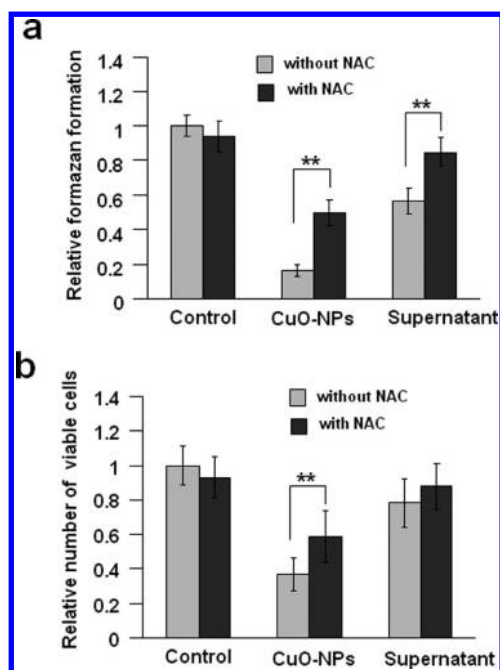 a
Relative formazan formation
1.4
1.2
1
0.8
0.6
0.4
0.2
0
without NAC
with NAC
**
**
Control
CuO-NPs
Supernatant
b
Relative number of viable cells
1.4
1.2
1
0.8
0.6
0.4
0.2
0
without NAC
with NAC
**
Control
CuO-NPs
Supernatant